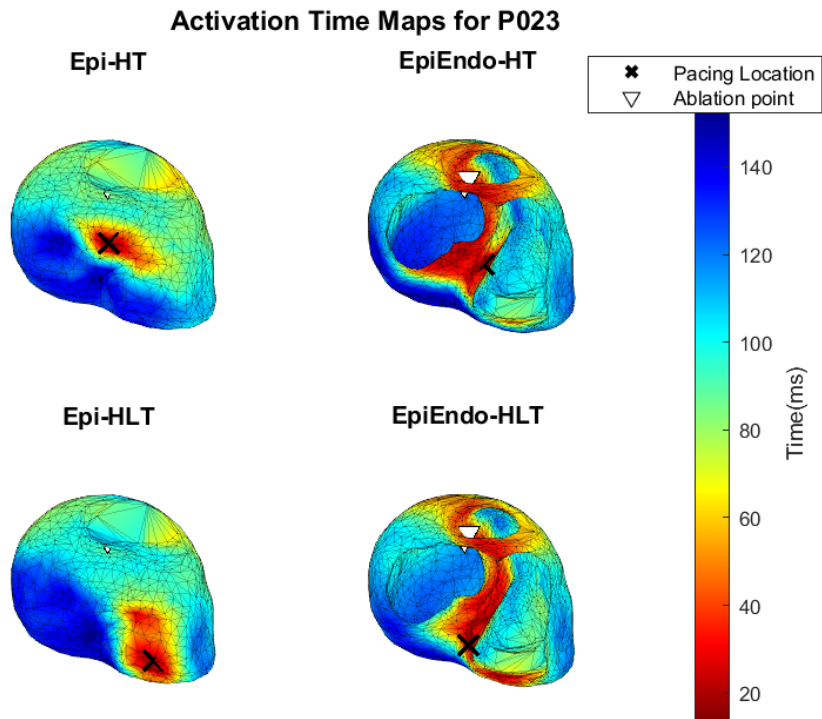 Activation Time Maps for P023
Epi-HT
EpiEndo-HT
Pacing Location
Ablation point
140
120
100
80
60
40
20
Time(ms)
Epi-HLT
EpiEndo-HLT